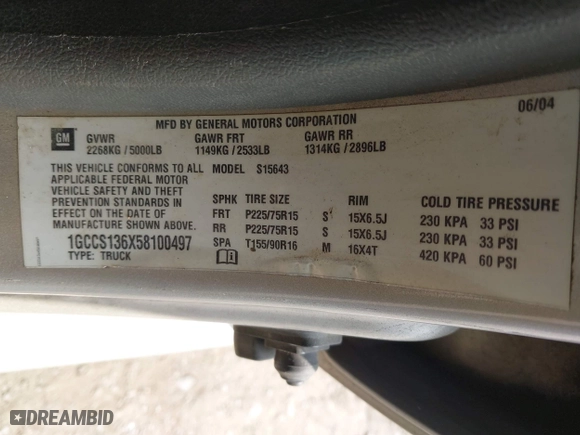 06/04
MFD BY GENERAL MOTORS CORPORATION
GM
GVWR GAWR FRT GAWR RR
2268KG / 5000LB 1149KG / 2533LB 1314KG / 2896LB
THIS VEHICLE CONFORMS TO ALL
APPLICABLE FEDERAL MOTOR
VEHICLE SAFETY AND THEFT
PREVENTION STANDARDS IN
EFFECT ON THE DATE OF
MANUFACTURE SHOWN ABOVE.
1GCCS136X58100497
TYPE: TRUCK
MODEL S15643
SPHK TIRE SIZE RIM COLD TIRE PRESSURE
FRT P225/75R15 S 15X6.5J 230 KPA 33 PSI
RR P225/75R15 S 15X6.5J 230 KPA 33 PSI
SPA T155/90R16 M 16X4T 420 KPA 60 PSI
DREAMBID